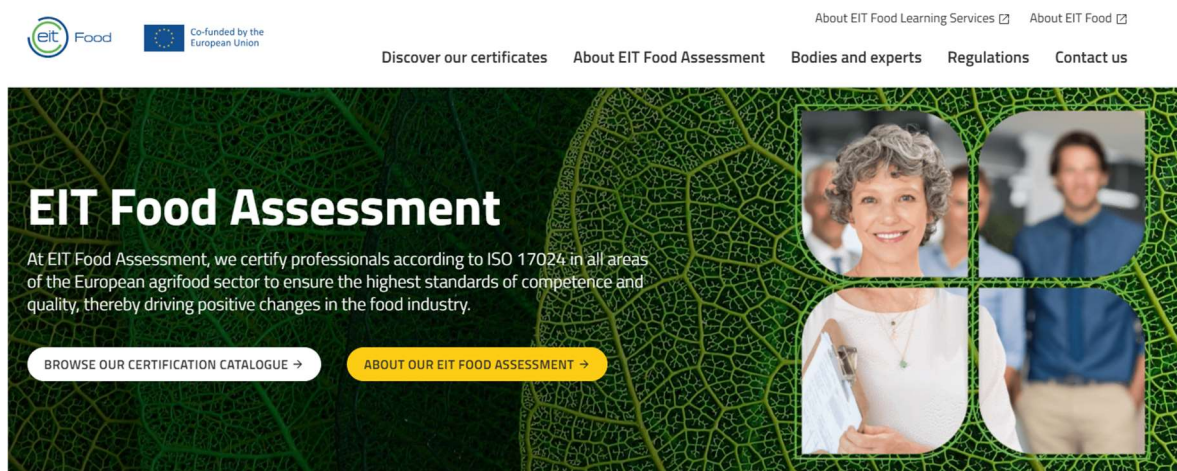 eit Food
Co-funded by the
European Union
About EIT Food Learning Services
About EIT Food
Discover our certificates
About EIT Food Assessment
Bodies and experts
Regulations
Contact us
EIT Food Assessment
At EIT Food Assessment, we certify professionals according to ISO 17024 in all areas
of the European agrifood sector to ensure the highest standards of competence and
quality, thereby driving positive changes in the food industry.
BROWSE OUR CERTIFICATION CATALOGUE →
ABOUT OUR EIT FOOD ASSESSMENT →